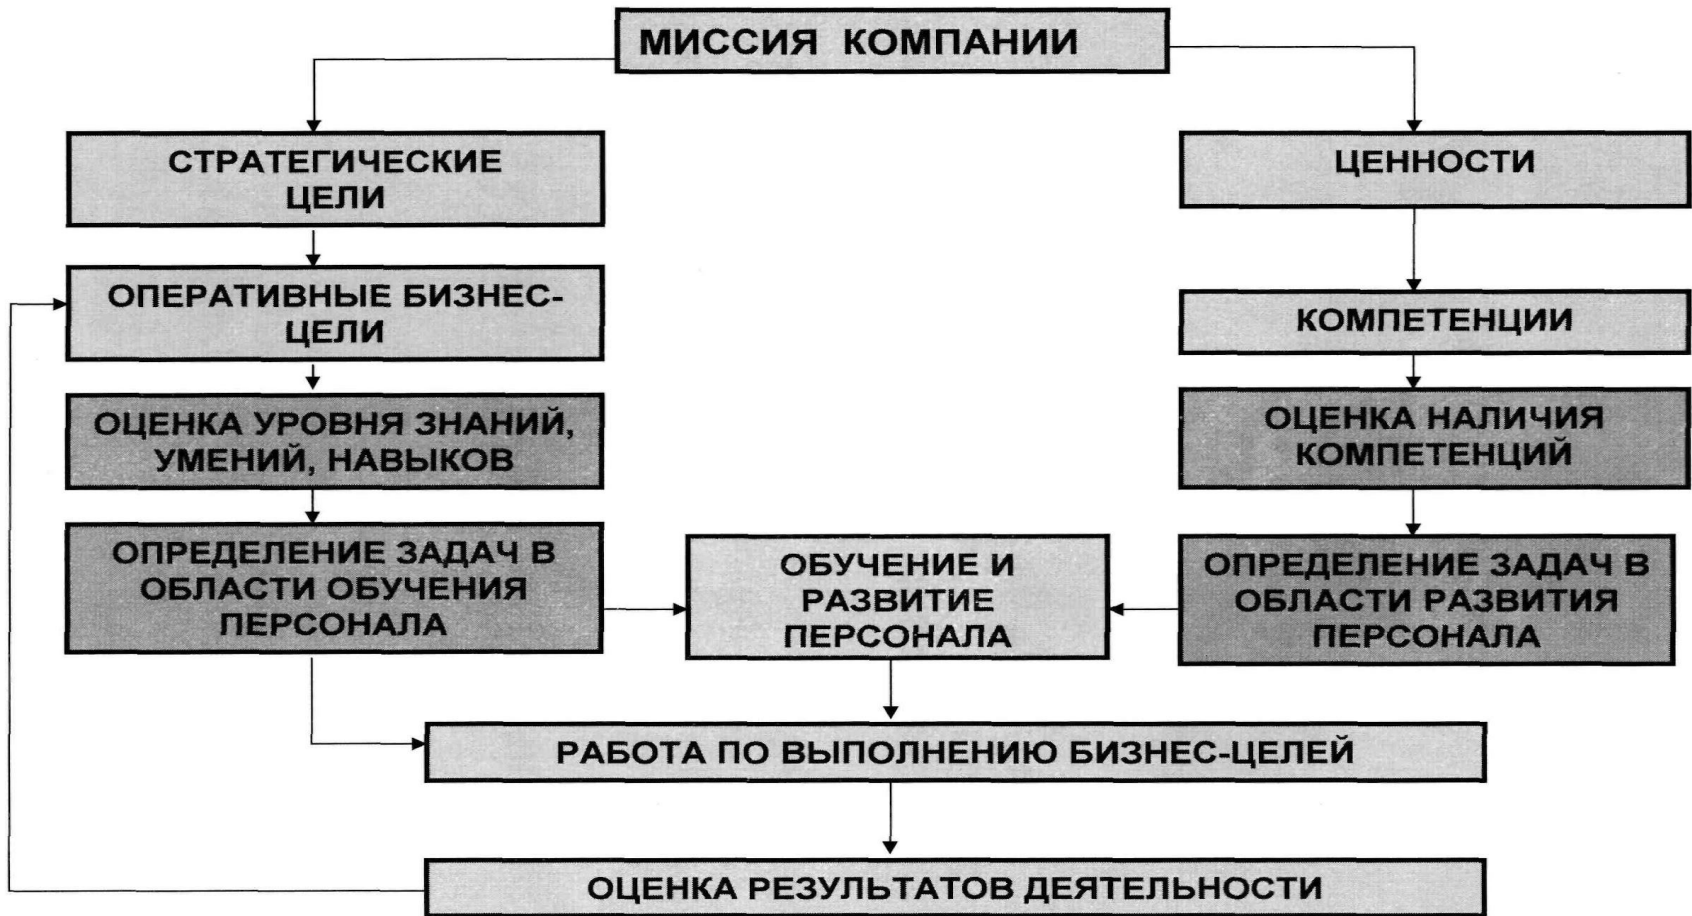 МИССИЯ КОМПАНИИ
СТРАТЕГИЧЕСКИЕ
ЦЕЛИ
ЦЕННОСТИ
ОПЕРАТИВНЫЕ БИЗНЕС-
ЦЕЛИ
КОМПЕТЕНЦИИ
ОЦЕНКА УРОВНЯ ЗНАНИЙ,
УМЕНИЙ, НАВЫКОВ
ОЦЕНКА НАЛИЧИЯ
КОМПЕТЕНЦИЙ
ОПРЕДЕЛЕНИЕ ЗАДАЧ В
ОБЛАСТИ ОБУЧЕНИЯ
ПЕРСОНАЛА
ОБУЧЕНИЕ И
РАЗВИТИЕ
ПЕРСОНАЛА
ОПРЕДЕЛЕНИЕ ЗАДАЧ В
ОБЛАСТИ РАЗВИТИЯ
ПЕРСОНАЛА
РАБОТА ПО ВЫПОЛНЕНИЮ БИЗНЕС-ЦЕЛЕЙ
ОЦЕНКА РЕЗУЛЬТАТОВ ДЕЯТЕЛЬНОСТИ